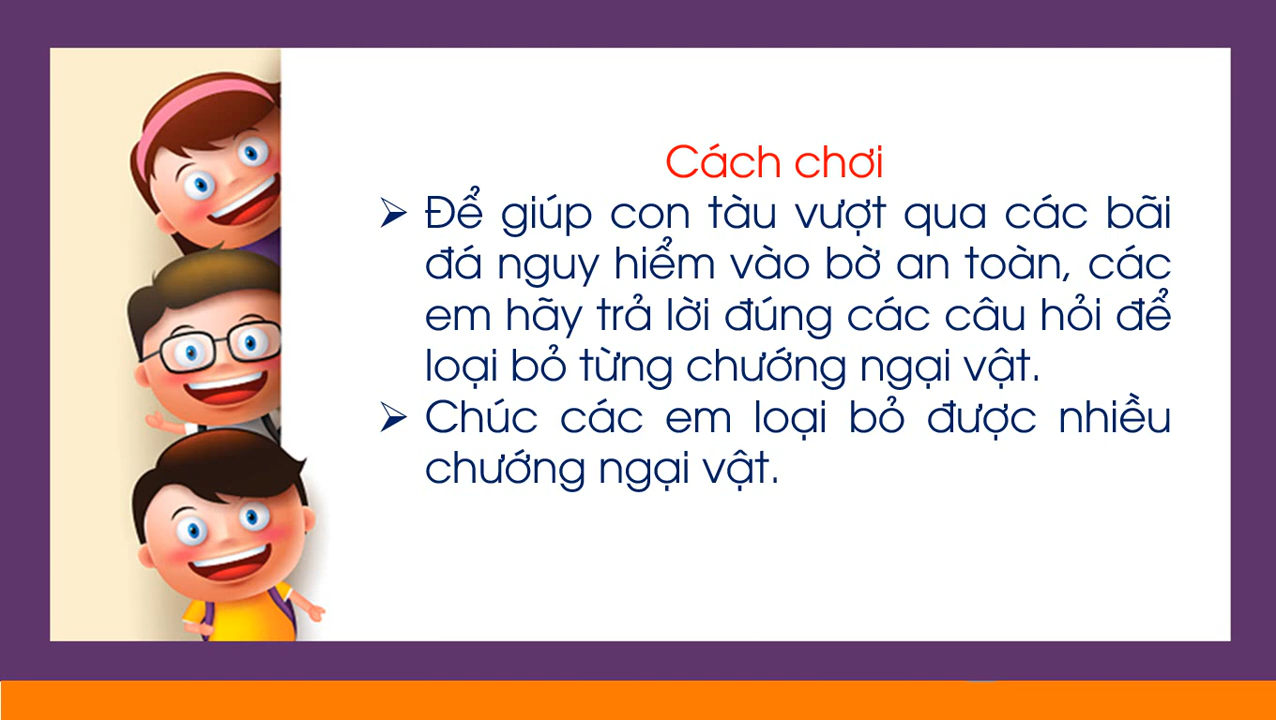 Cách chơi
Để giúp con tàu vượt qua các bãi
đá nguy hiểm vào bờ an toàn, các
em hãy trả lời đúng các câu hỏi để
loại bỏ từng chướng ngại vật.
Chúc các em loại bỏ được nhiều
chướng ngại vật.